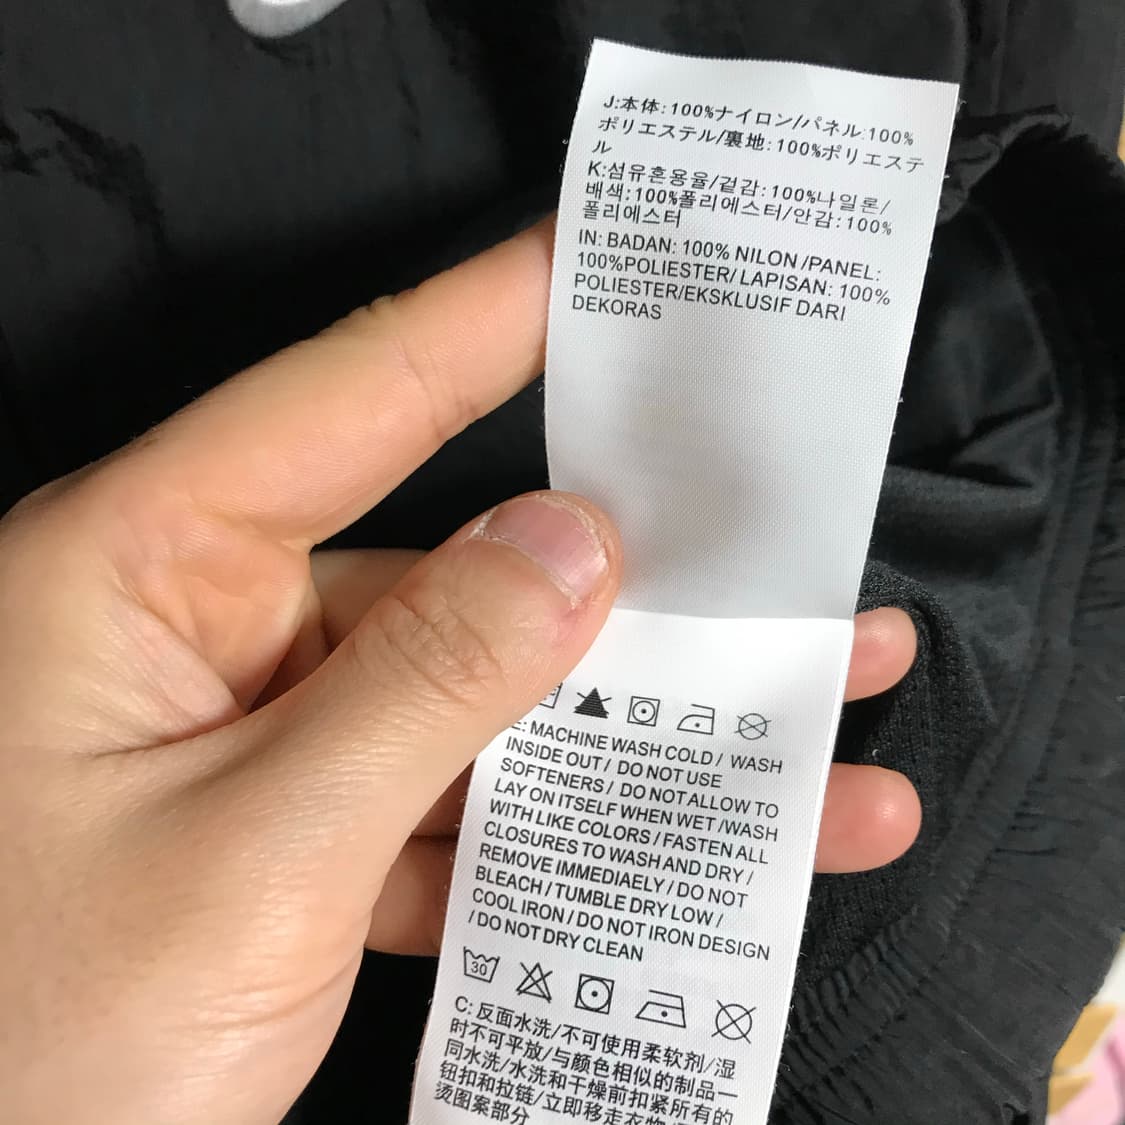 J:本体:100%ナイロン/パネル:100%
ポリエステル/裏地:100%ポリエステ
ル
K:섬유혼용율/겉감:100%나일론/
배색:100%폴리에스터/안감:100%
폴리에스터
IN: BADAN: 100% NILON /PANEL:
100%POLIESTER/ LAPISAN: 100%
POLIESTER/EKSKLUSIF DARI
DEKORAS
E: MACHINE WASH COLD / WASH
INSIDE OUT / DO NOT USE
SOFTENERS / DO NOT ALLOW TO
LAY ON ITSELF WHEN WET /WASH
WITH LIKE COLORS / FASTEN ALL
CLOSURES TO WASH AND DRY /
REMOVE IMMEDIAELY / DO NOT
BLEACH / TUMBLE DRY LOW /
COOL IRON / DO NOT IRON DESIGN
/ DO NOT DRY CLEAN
30
C: 反面水洗/不可使用柔软剂/湿
时不可平放/与颜色相似的制品一
同水洗/水洗和干燥前扣紧所有的
钮扣和拉链/立即移走衣物
烫图案部分